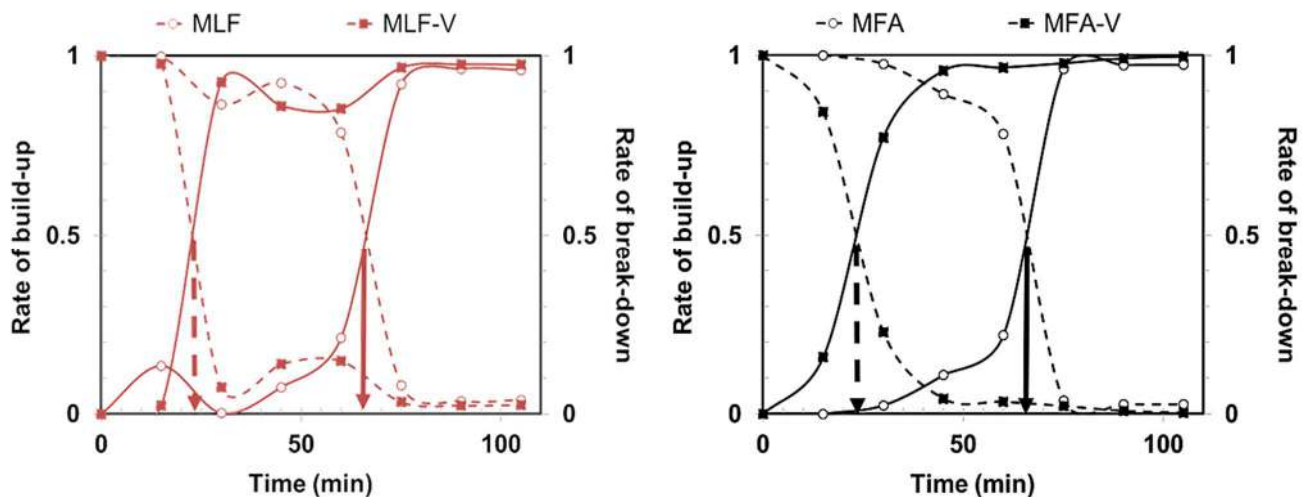 MLF MLF-V
1 1
0.5 0.5
0 0
0 50 100
Rate of build-up
Rate of break-down
Time (min)
MFA MFA-V
1 1
0.5 0.5
0 0
0 50 100
Rate of build-up
Rate of break-down
Time (min)